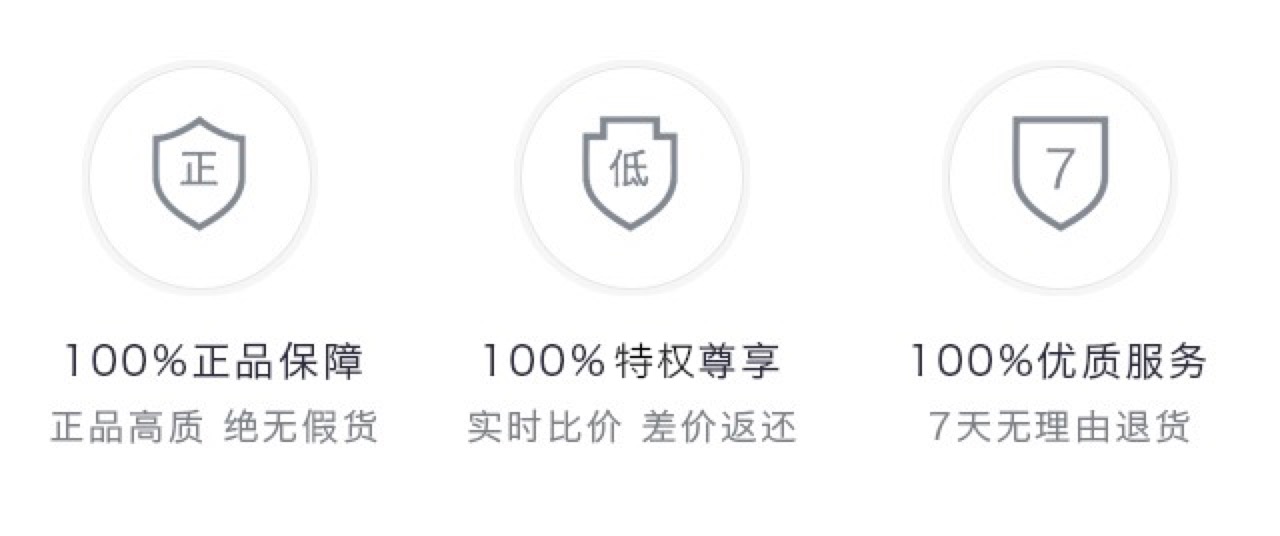 正
低
7
100%正品保障
100%特权尊享
100%优质服务
正品高质 绝无假货
实时比价 差价返还
7天无理由退货